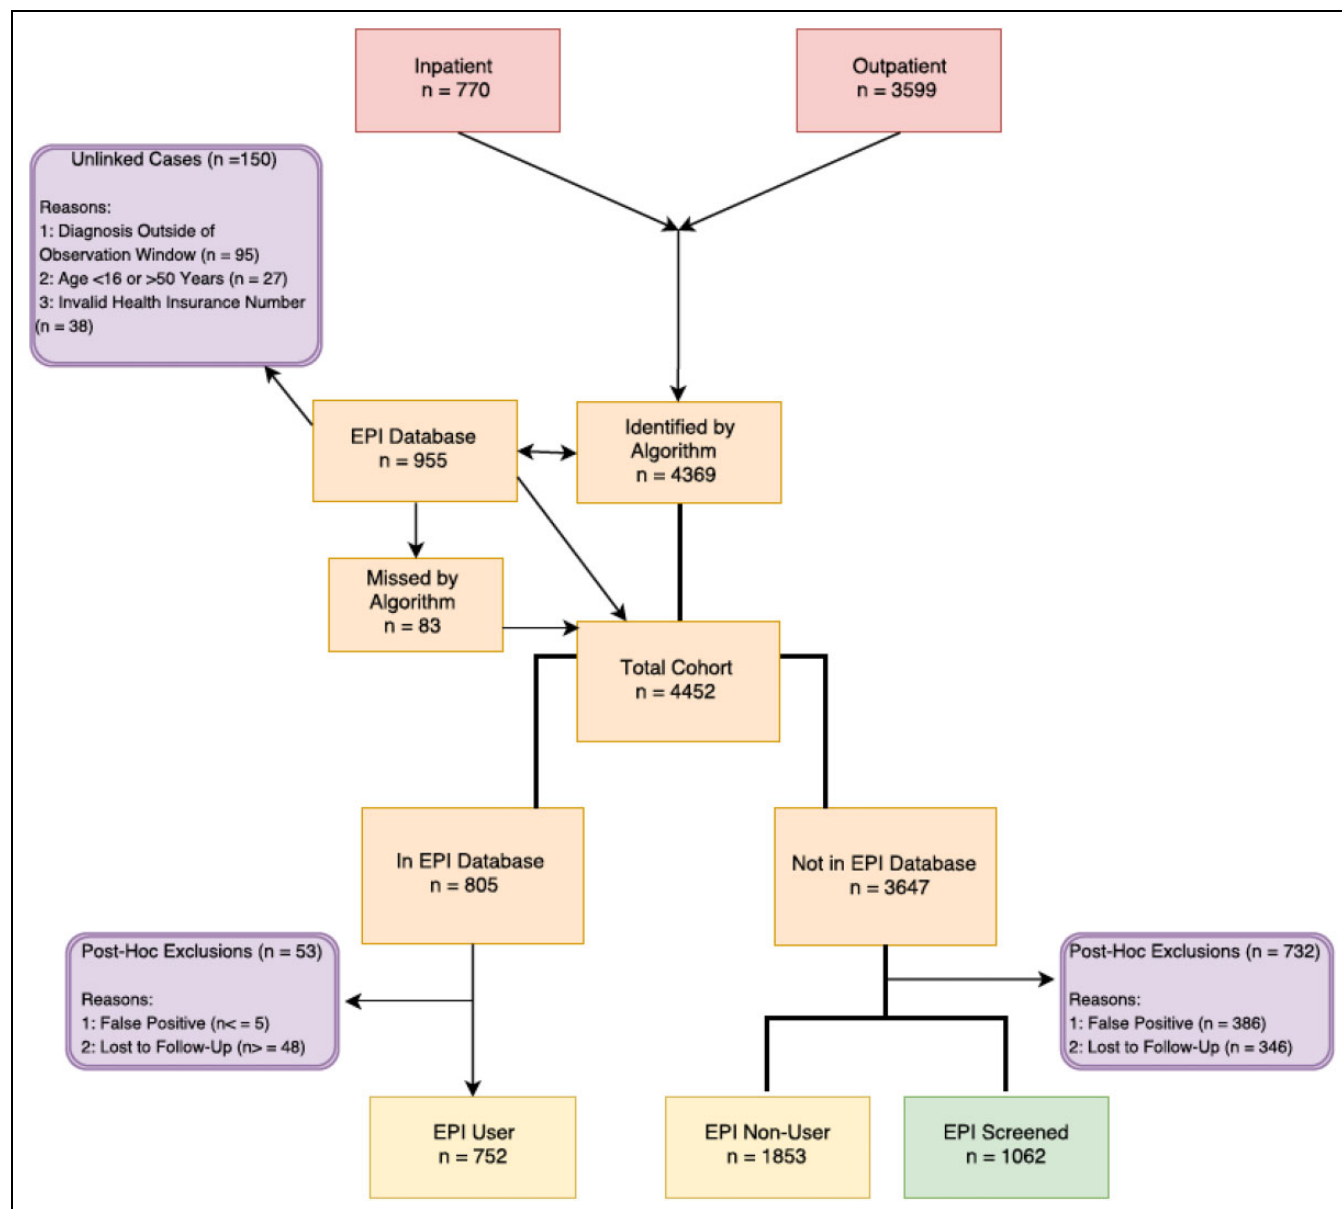 Inpatient
n = 770
Outpatient
n = 3599
Unlinked Cases (n =150)
Reasons:
1: Diagnosis Outside of
Observation Window (n = 95)
2: Age <16 or >50 Years (n = 27)
3: Invalid Health Insurance Number
(n = 38)
EPI Database
n = 955
Identified by
Algorithm
n = 4369
Missed by
Algorithm
n = 83
Total Cohort
n = 4452
In EPI Database
n = 805
Not in EPI Database
n = 3647
Post-Hoc Exclusions (n = 53)
Reasons:
1: False Positive (n< = 5)
2: Lost to Follow-Up (n> = 48)
Post-Hoc Exclusions (n = 732)
Reasons:
1: False Positive (n = 386)
2: Lost to Follow-Up (n = 346)
EPI User
n = 752
EPI Non-User
n = 1853
EPI Screened
n = 1062